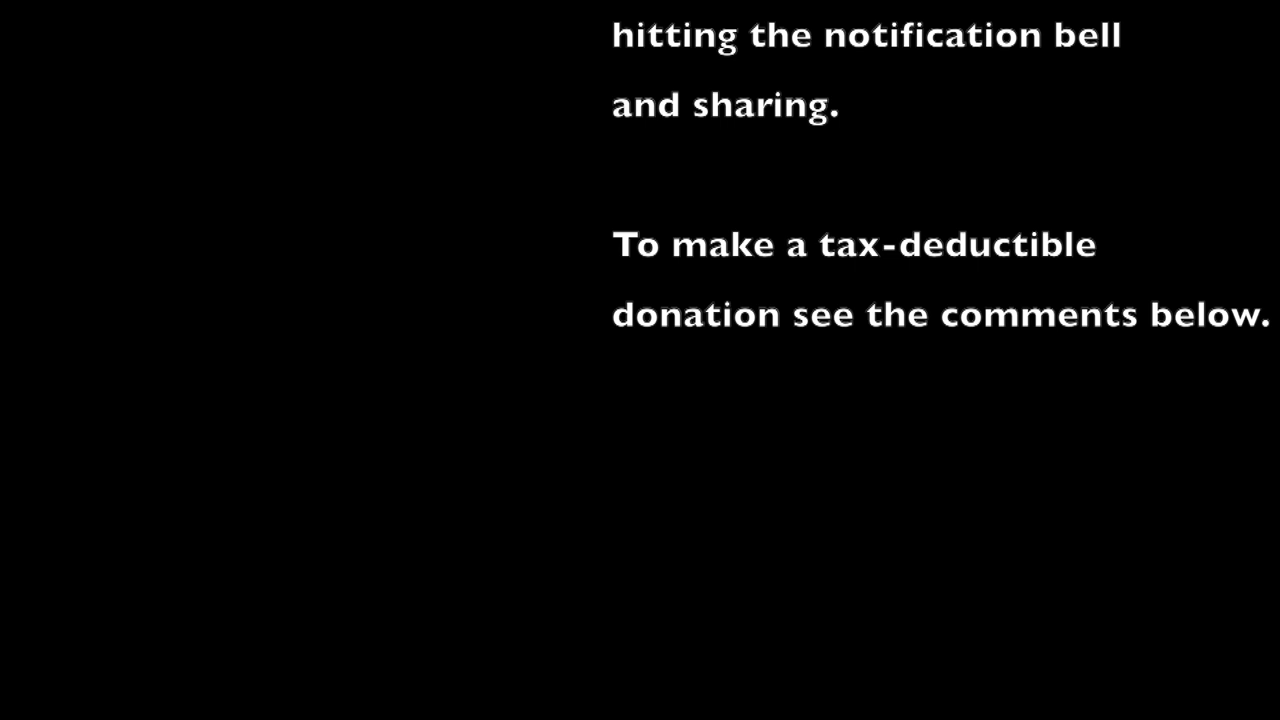 hitting the notification bell
and sharing.
To make a tax-deductible
donation see the comments below.